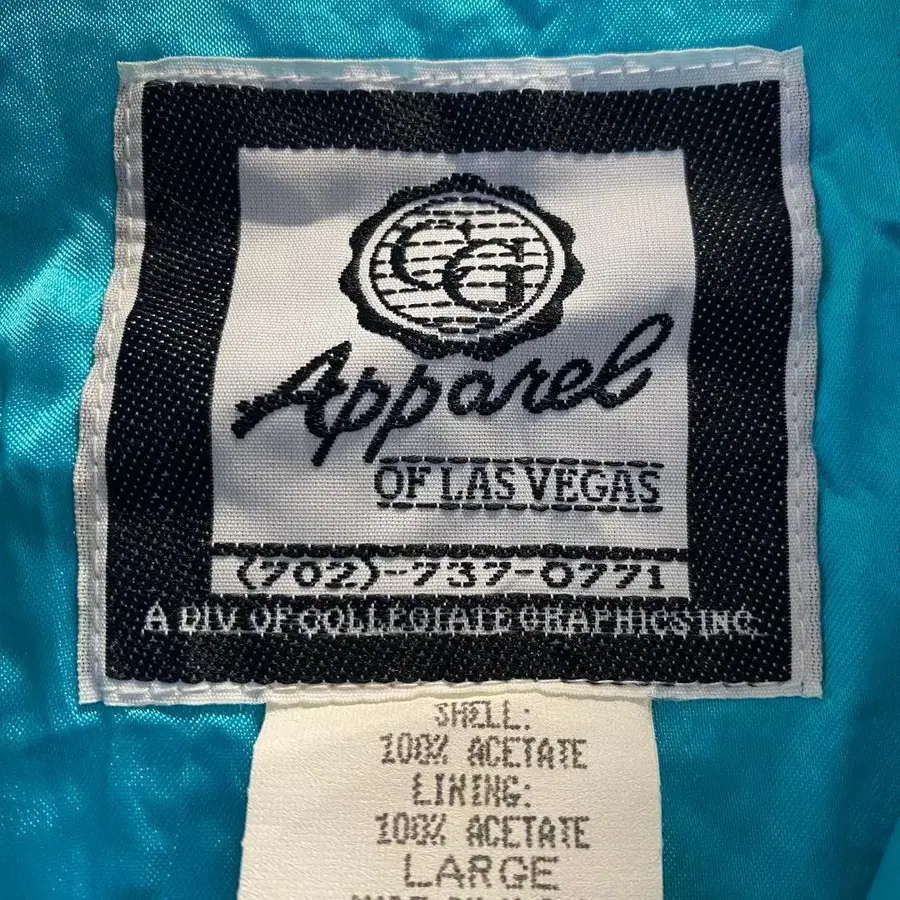 CG
Apparel
OF LAS VEGAS
(702)-737-0771
A DIV OF COLLEGIATE GRAPHICS INC.
SHELL:
100% ACETATE
LINING:
100% ACETATE
LARGE